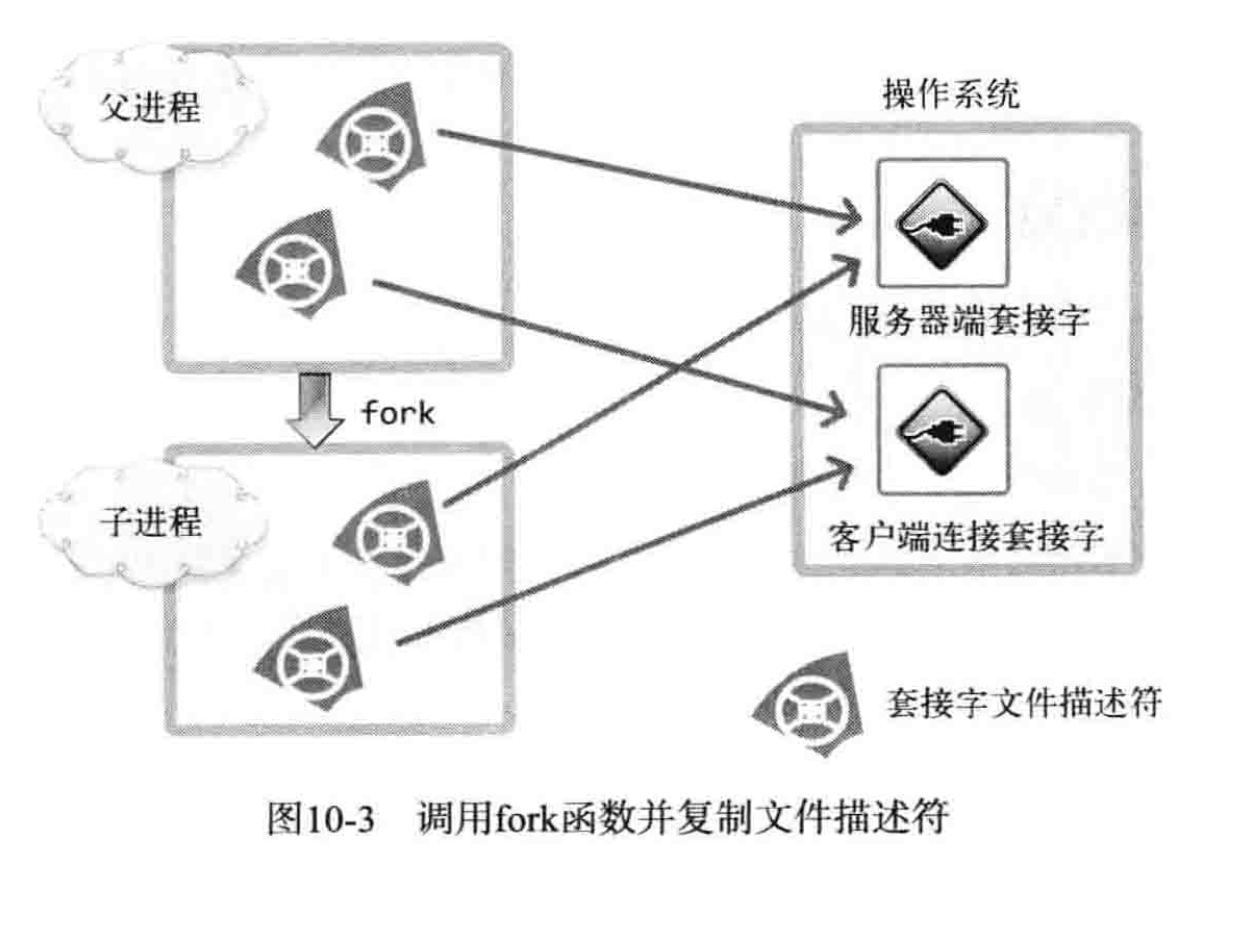 父进程
操作系统
服务器端套接字
fork
子进程
客户端连接套接字
套接字文件描述符
图10-3 调用fork函数并复制文件描述符